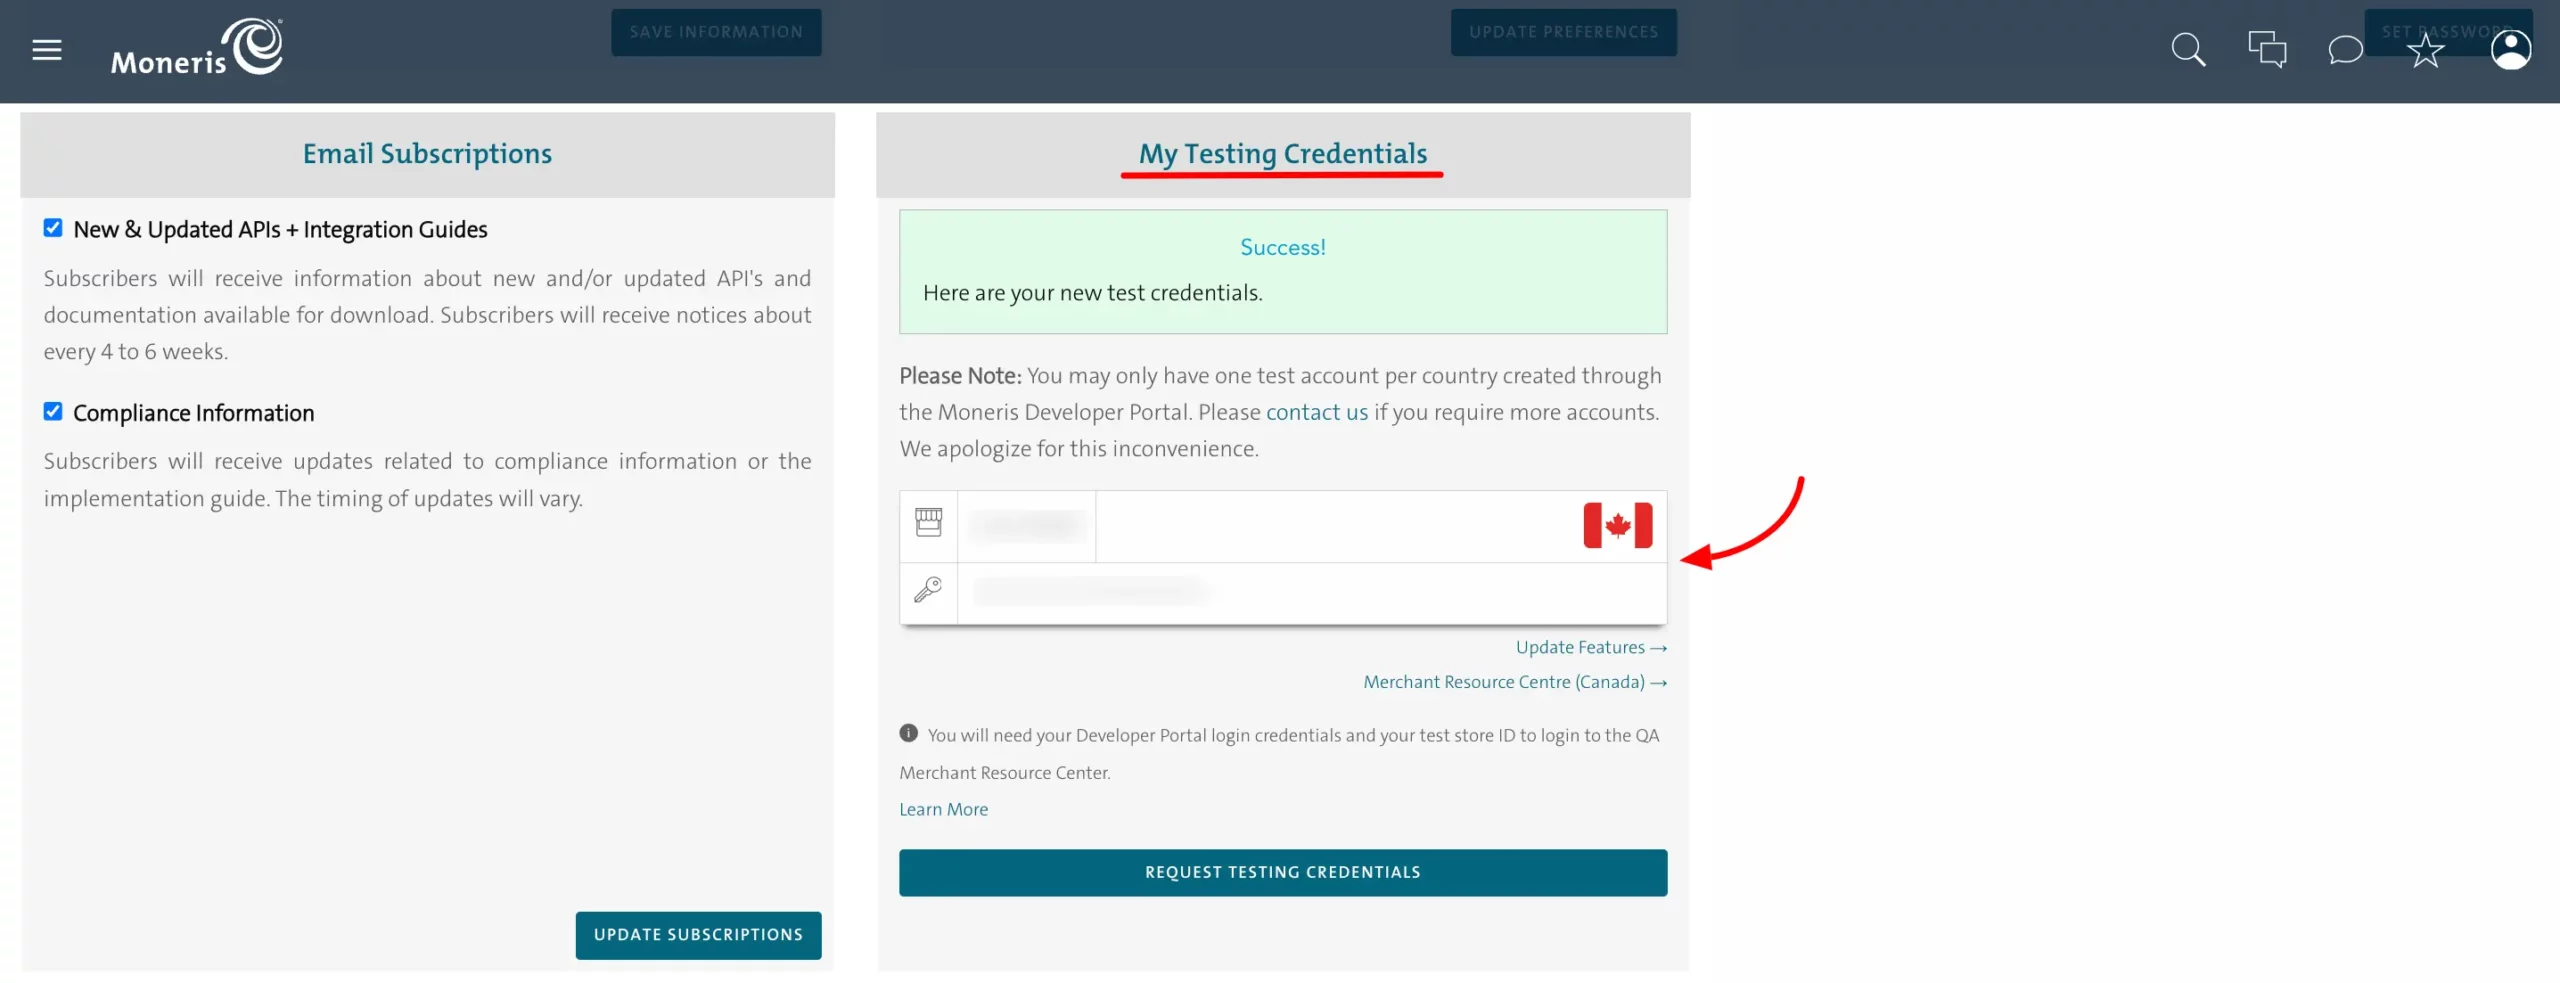 SAVE INFORMATION
UPDATE PREFERENCES
SET PASSWORD
Moneris
Email Subscriptions
New & Updated APIs + Integration Guides
Subscribers will receive information about new and/or updated API's and
documentation available for download. Subscribers will receive notices about
every 4 to 6 weeks.
Compliance Information
Subscribers will receive updates related to compliance information or the
implementation guide. The timing of updates will vary.
UPDATE SUBSCRIPTIONS
My Testing Credentials
Success!
Here are your new test credentials.
Please Note: You may only have one test account per country created through
the Moneris Developer Portal. Please contact us if you require more accounts.
We apologize for this inconvenience.
Update Features →
Merchant Resource Centre (Canada) →
You will need your Developer Portal login credentials and your test store ID to login to the QA
Merchant Resource Center.
Learn More
REQUEST TESTING CREDENTIALS